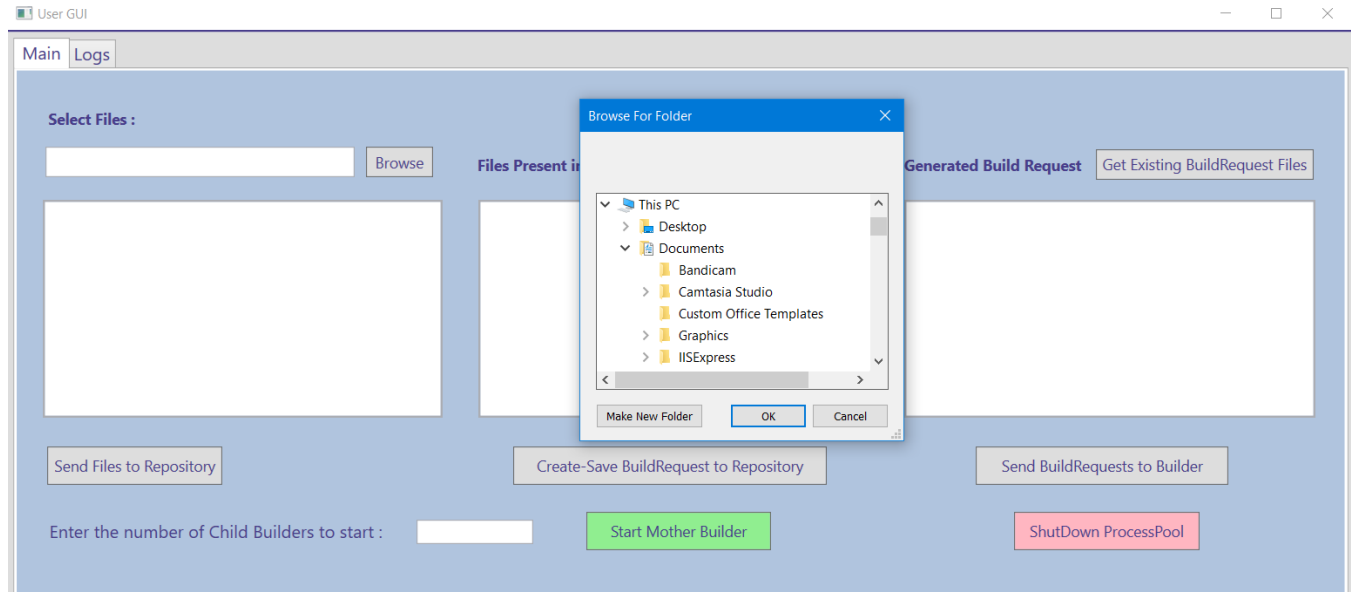 User GUI
Main Logs
Select Files :
Browse
Files Present i
Generated Build Request
Get Existing BuildRequest Files
Browse For Folder
This PC
Desktop
Documents
Bandicam
Camtasia Studio
Custom Office Templates
Graphics
IISExpress
Make New Folder
OK
Cancel
Send Files to Repository
Create-Save BuildRequest to Repository
Send BuildRequests to Builder
Enter the number of Child Builders to start :
Start Mother Builder
ShutDown ProcessPool